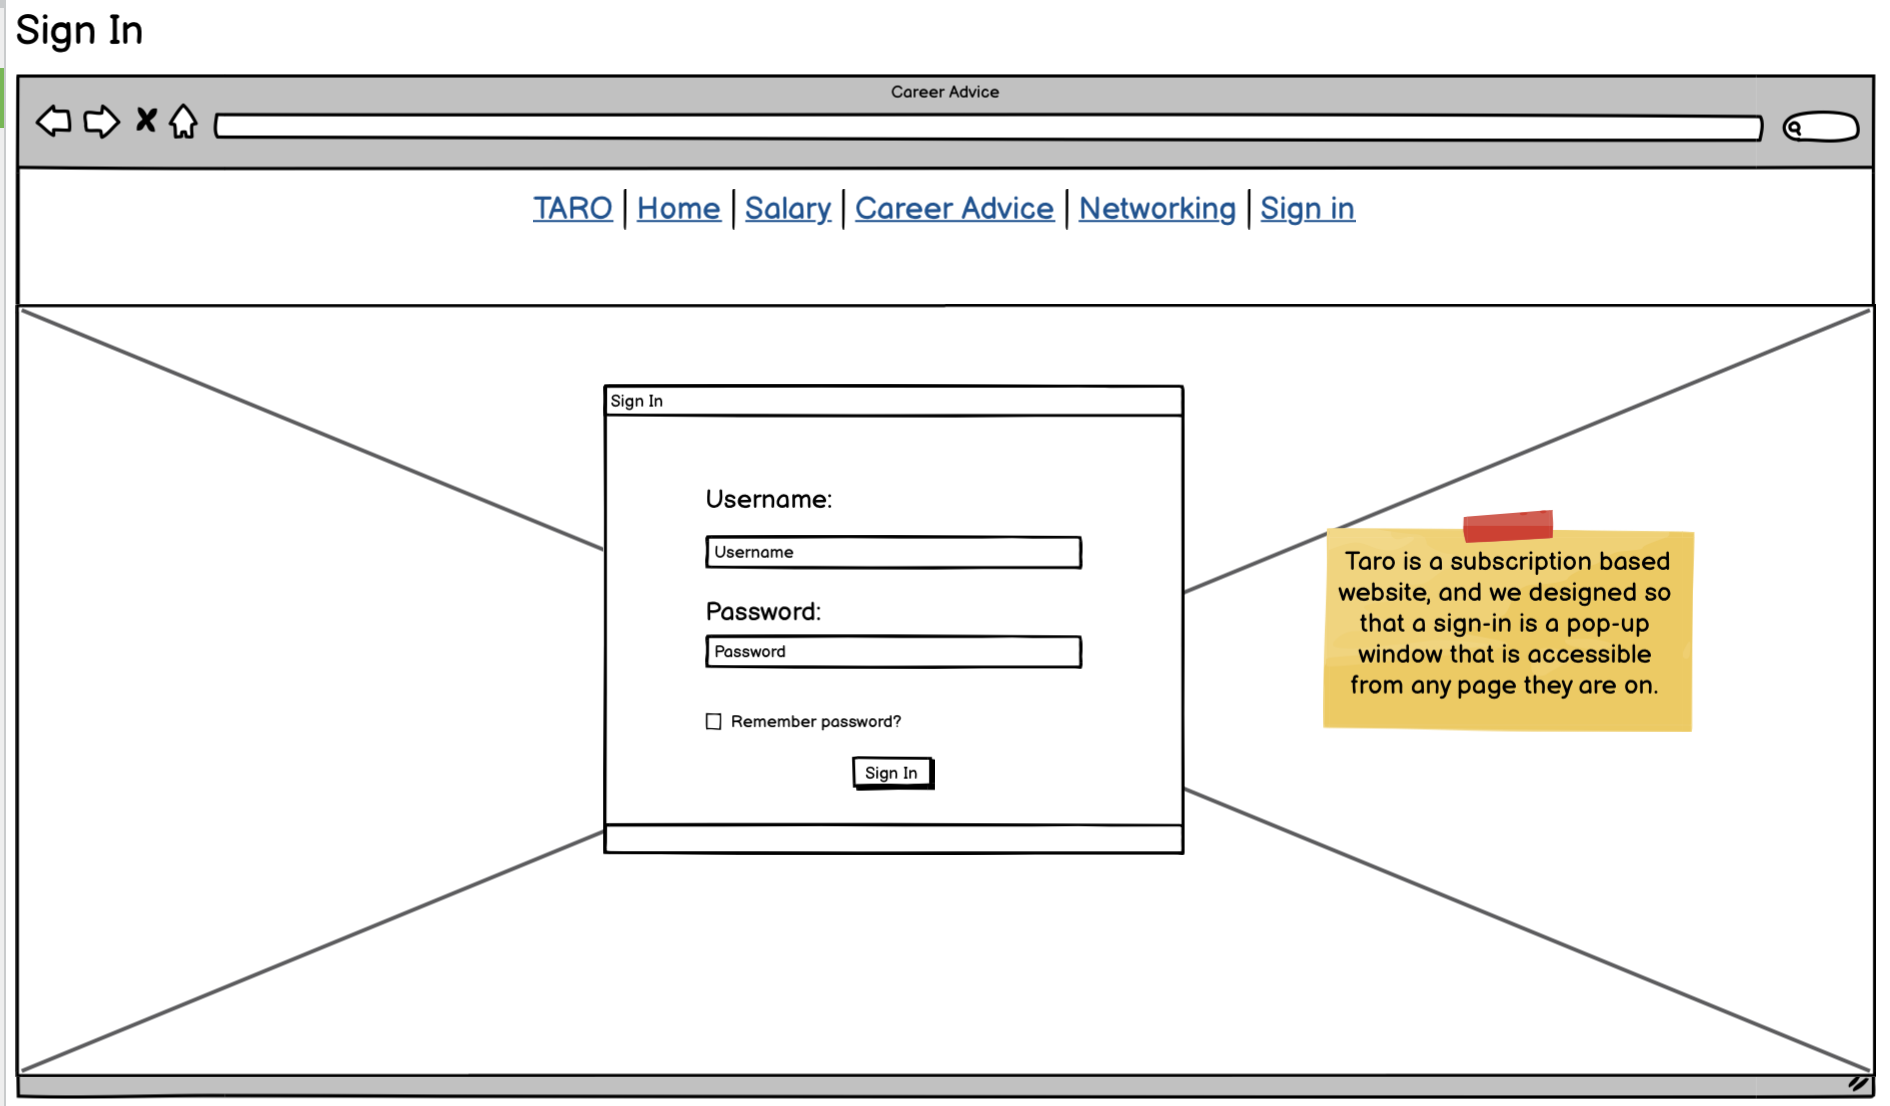 Sign In
Career Advice
TARO | Home | Salary | Career Advice | Networking | Sign in
Sign In
Username:
Username
Password:
Password
Remember password?
Sign In
Taro is a subscription based
website, and we designed so
that a sign-in is a pop-up
window that is accessible
from any page they are on.